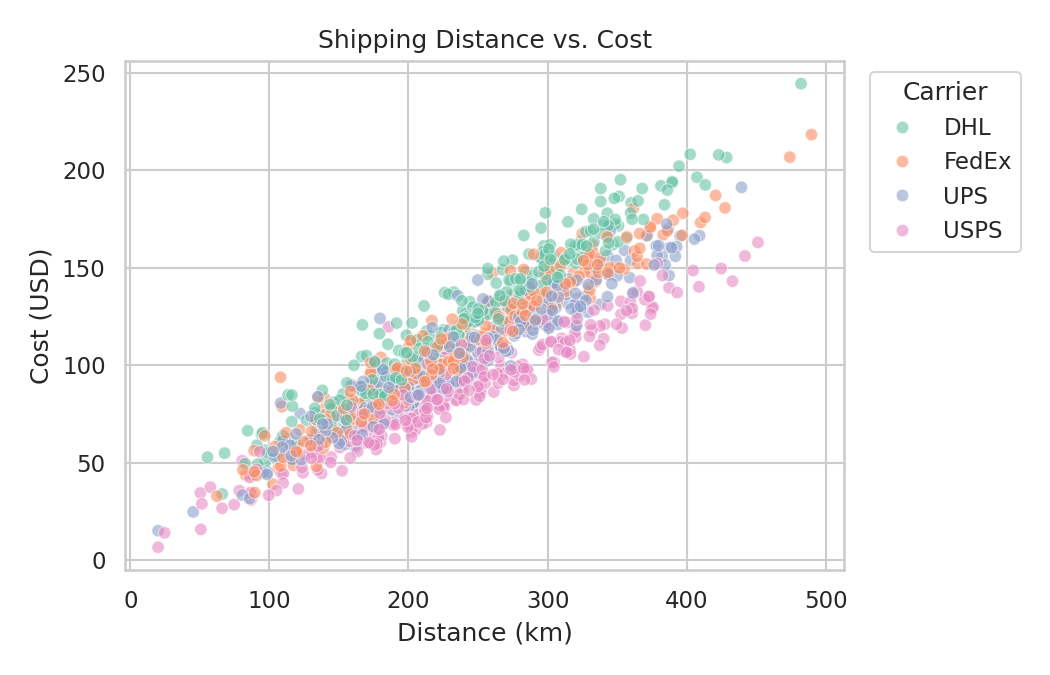 Shipping Distance vs. Cost
Cost (USD)
250
200
150
100
50
0
0 100 200 300 400 500
Distance (km)
Carrier
DHL
FedEx
UPS
USPS